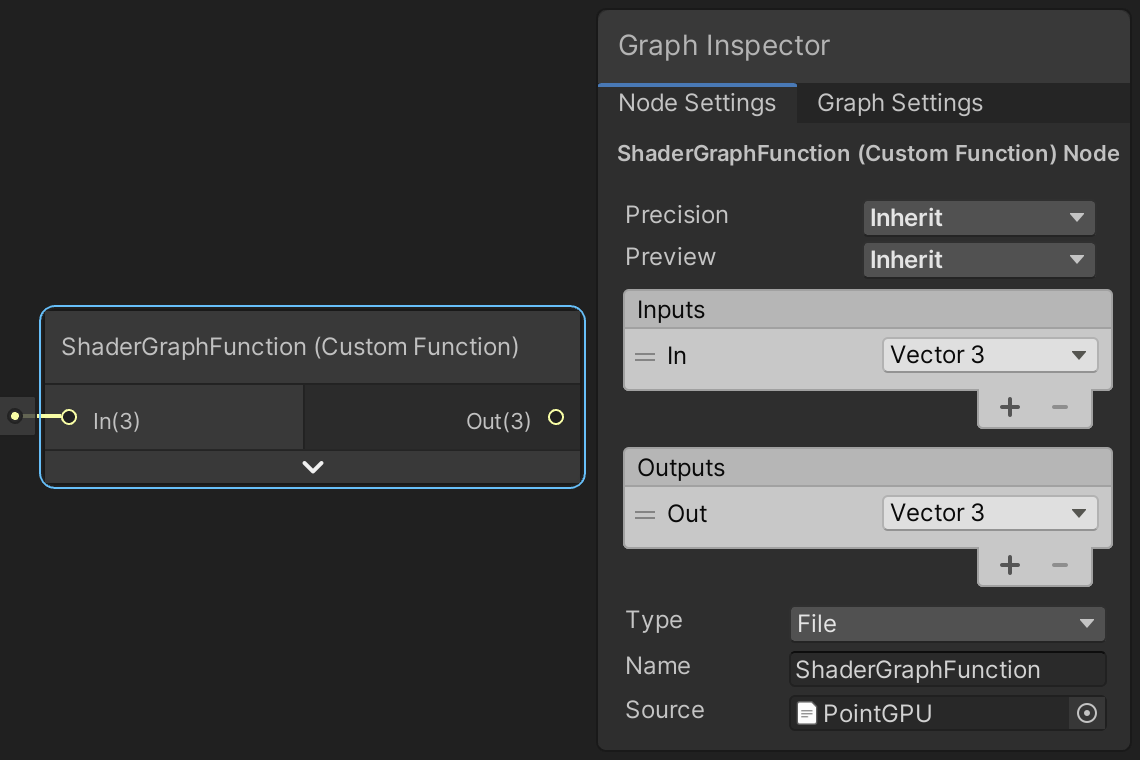 Graph Inspector
Node Settings Graph Settings
ShaderGraphFunction (Custom Function) Node
Precision Inherit
Preview Inherit
Inputs
In Vector 3
Outputs
Out Vector 3
Type File
Name ShaderGraphFunction
Source PointGPU
ShaderGraphFunction (Custom Function)
In(3) Out(3)